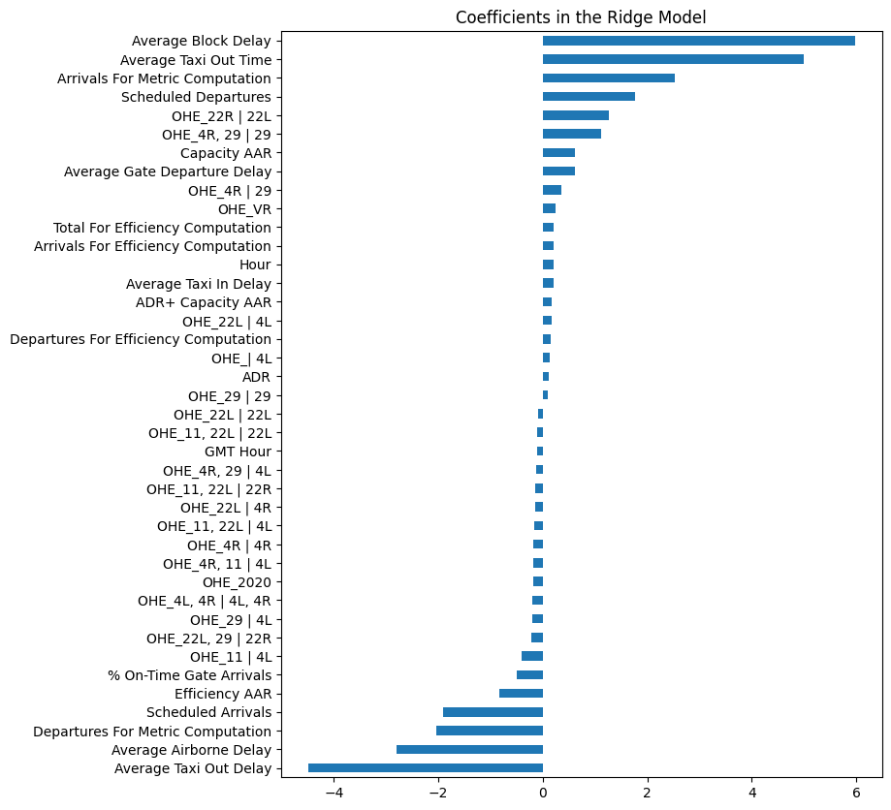 Coefficients in the Ridge Model
Average Block Delay
Average Taxi Out Time
Arrivals For Metric Computation
Scheduled Departures
OHE_22R | 22L
OHE_4R, 29 | 29
Capacity AAR
Average Gate Departure Delay
OHE_4R | 29
OHE_VR
Total For Efficiency Computation
Arrivals For Efficiency Computation
Hour
Average Taxi In Delay
ADR+ Capacity AAR
OHE_22L | 4L
Departures For Efficiency Computation
OHE_| 4L
ADR
OHE_29 | 29
OHE_22L | 22L
OHE_11, 22L | 22L
GMT Hour
OHE_4R, 29 | 4L
OHE_11, 22L | 22R
OHE_22L | 4R
OHE_11, 22L | 4L
OHE_4R | 4R
OHE_4R, 11 | 4L
OHE_2020
OHE_4L, 4R | 4L, 4R
OHE_29 | 4L
OHE_22L, 29 | 22R
OHE_11 | 4L
% On-Time Gate Arrivals
Efficiency AAR
Scheduled Arrivals
Departures For Metric Computation
Average Airborne Delay
Average Taxi Out Delay
−4 −2 0 2 4 6